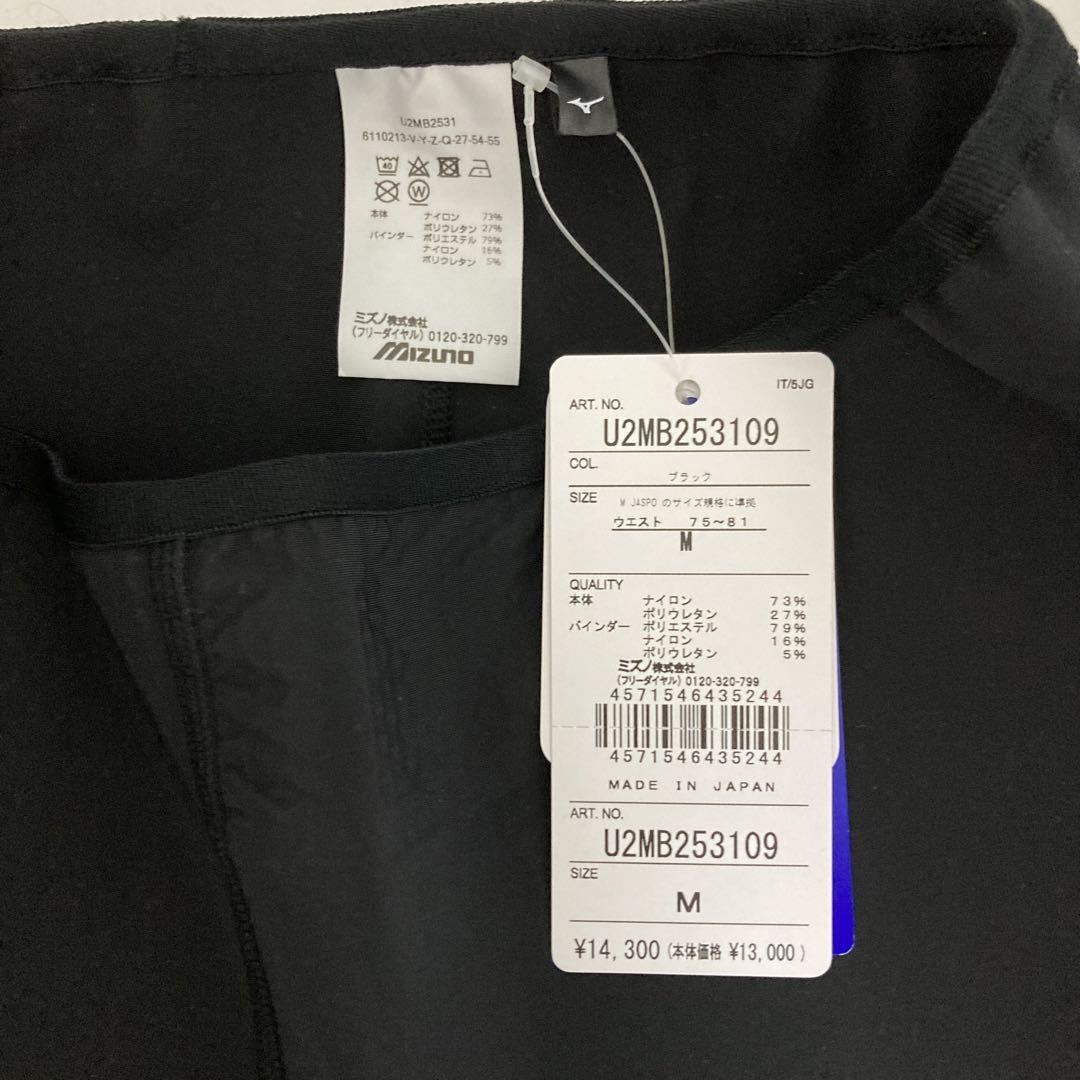 U2MB2531
6110213-V-Y-Z-Q-27-54-55
40
W
本体 ナイロン 73%
ポリウレタン 27%
バインダー ポリエステル 79%
ナイロン 16%
ポリウレタン 5%
ミズノ株式会社
(フリーダイヤル) 0120-320-799
MIZUNO
IT/5JG
ART. NO.
U2MB253109
COL.
ブラック
SIZE M JASPO のサイズ規格に準拠
ウエスト 75~81
M
QUALITY
本体 ナイロン 73%
ポリウレタン 27%
バインダー ポリエステル 79%
ナイロン 16%
ポリウレタン 5%
ミズノ株式会社
(フリーダイヤル) 0120-320-799
4571546435244
4571546435244
MADE IN JAPAN
ART. NO.
U2MB253109
SIZE
M
¥14,300 (本体価格 ¥13,000)